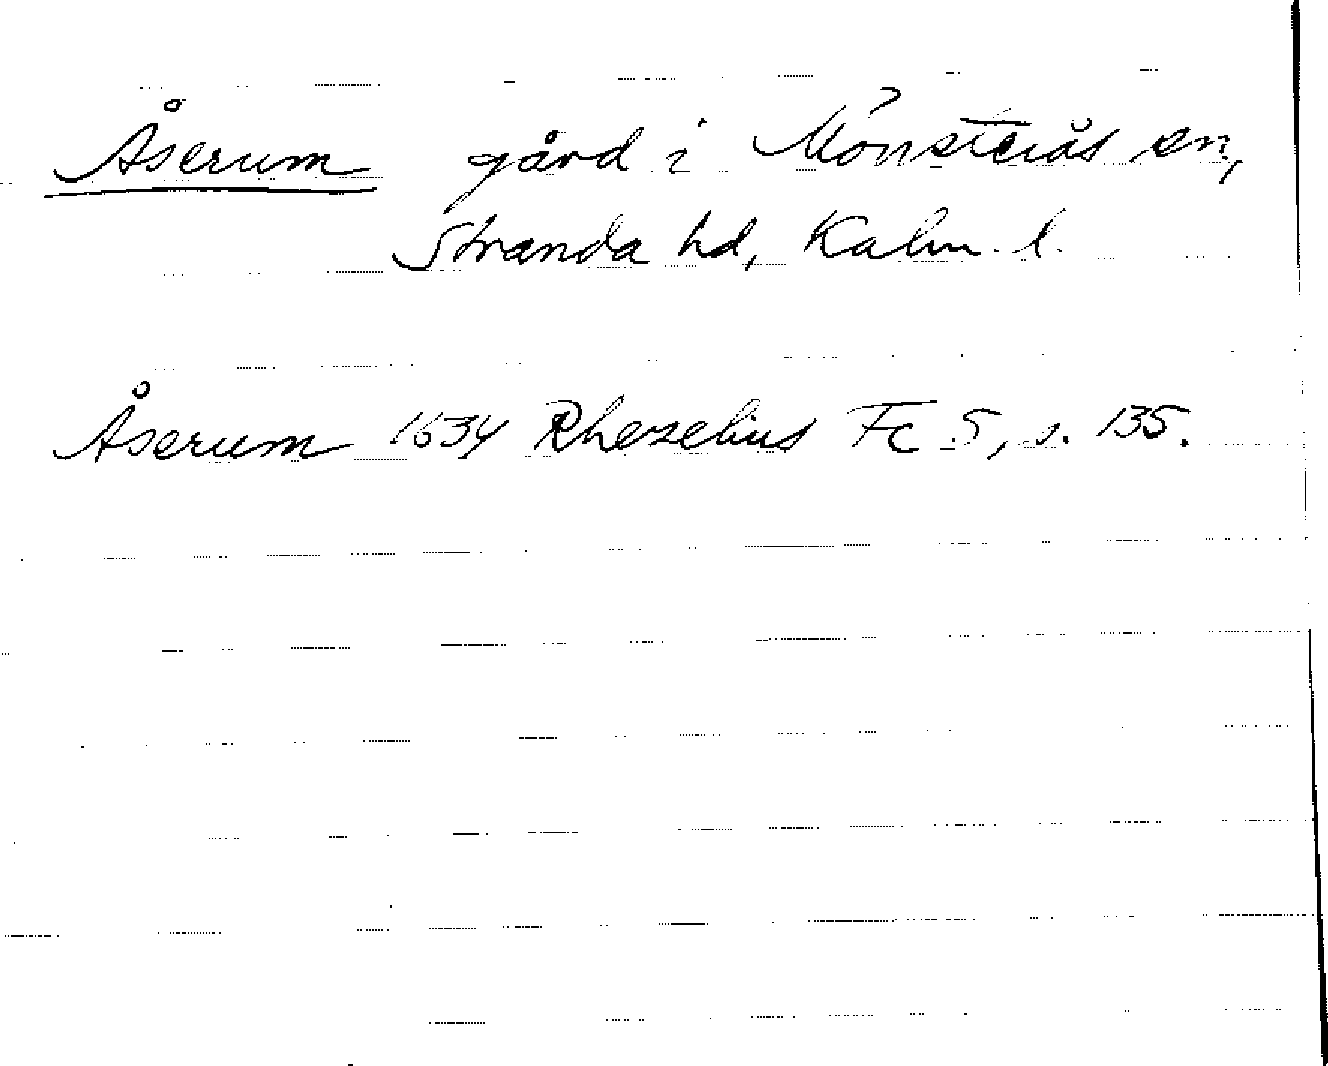 Åserum gård i Mönsterås sn,
Stranda hd, Kalm. l.
Åserum 1634 Rhezelius Fc 5, s. 135.